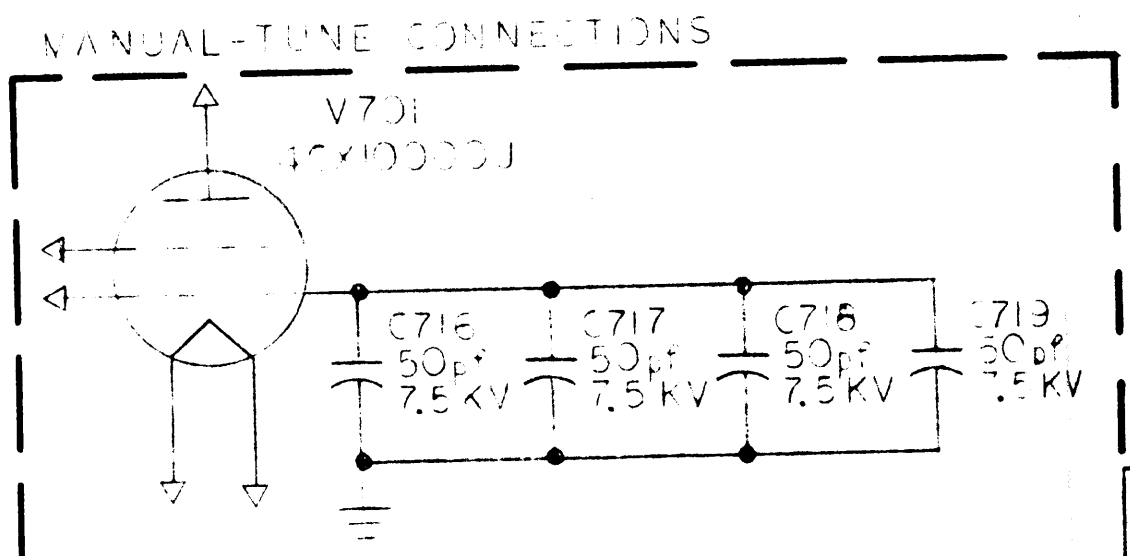 MANUAL-TUNE CONNECTIONS
V701
4CX10000J
C716
50pf
7.5KV
C717
50pf
7.5KV
C718
50pf
7.5KV
C719
50pf
7.5KV